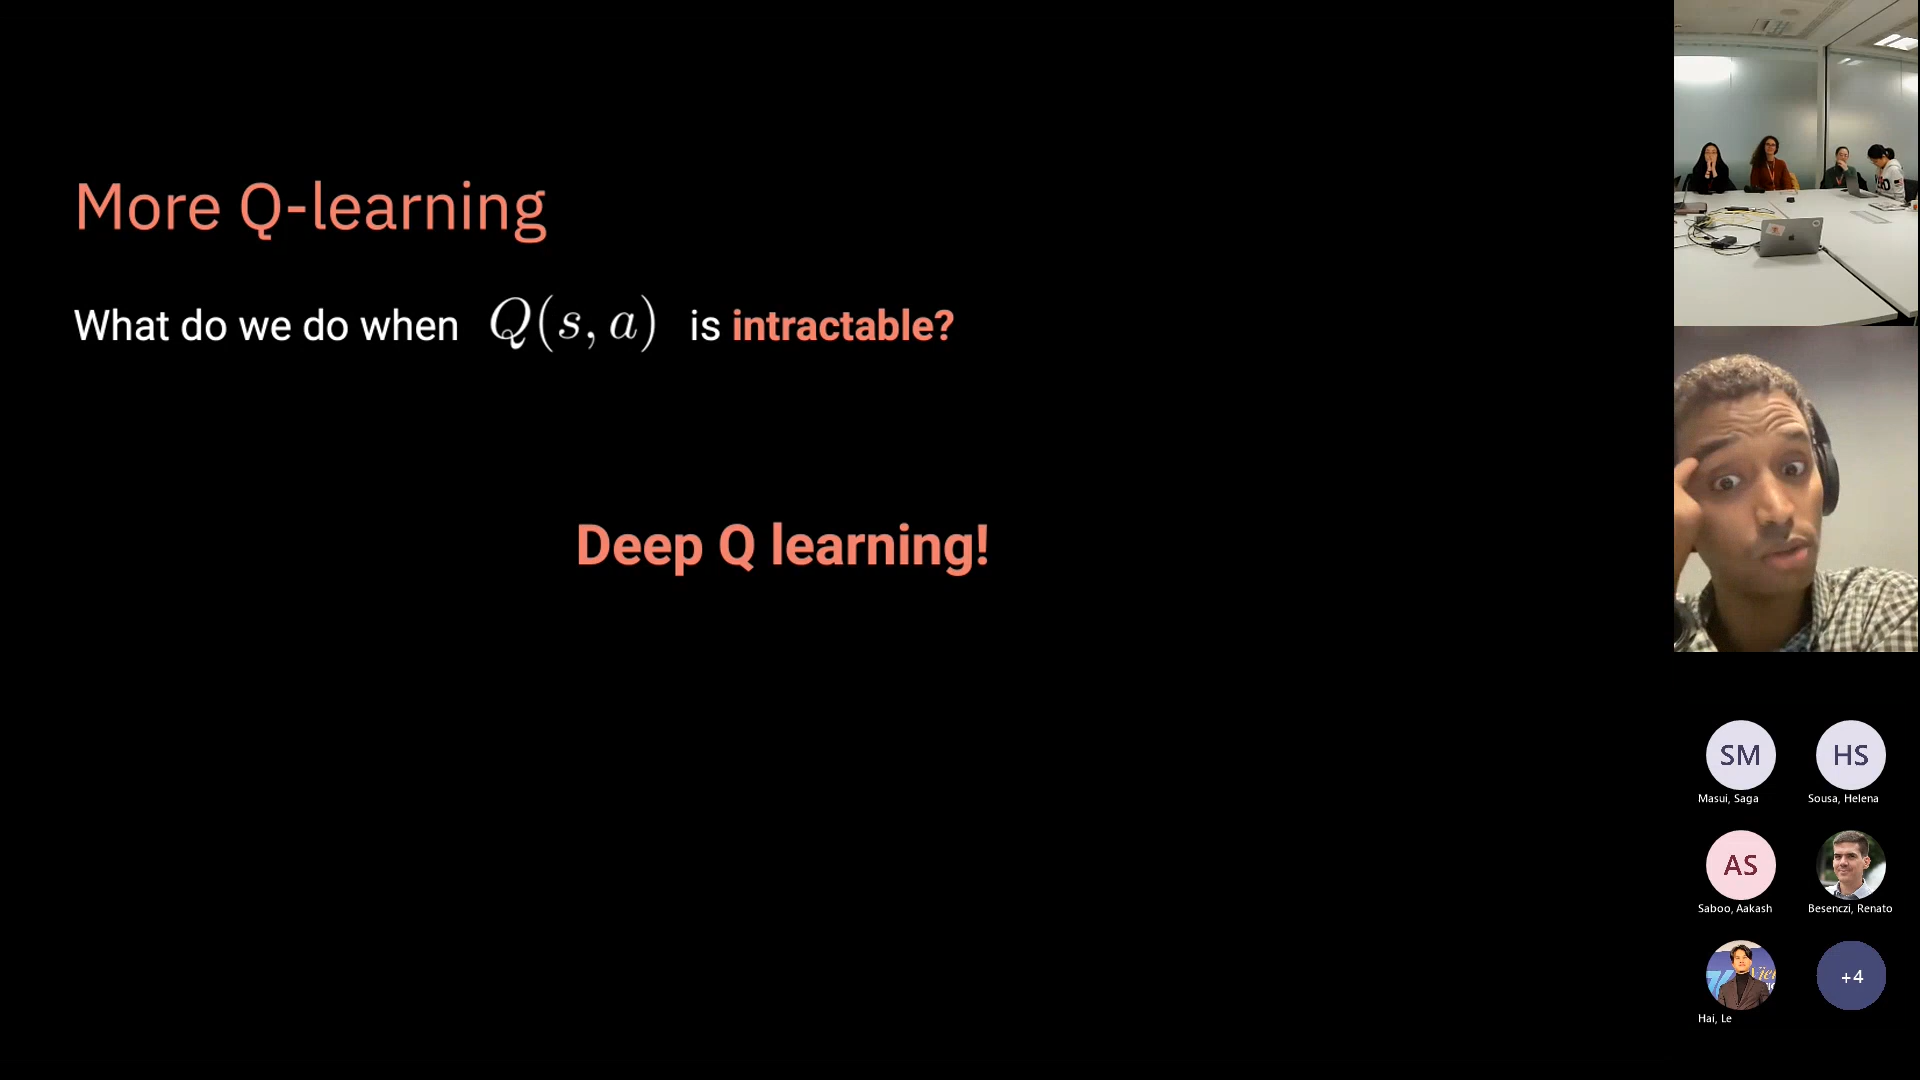 More Q-learning
What do we do when Q(s, a) is intractable?
Deep Q learning!
SM
HS
Masui, Saga
Sousa, Helena
AS
Saboo, Aakash
Besenczi, Renato
Hai, Le
+4